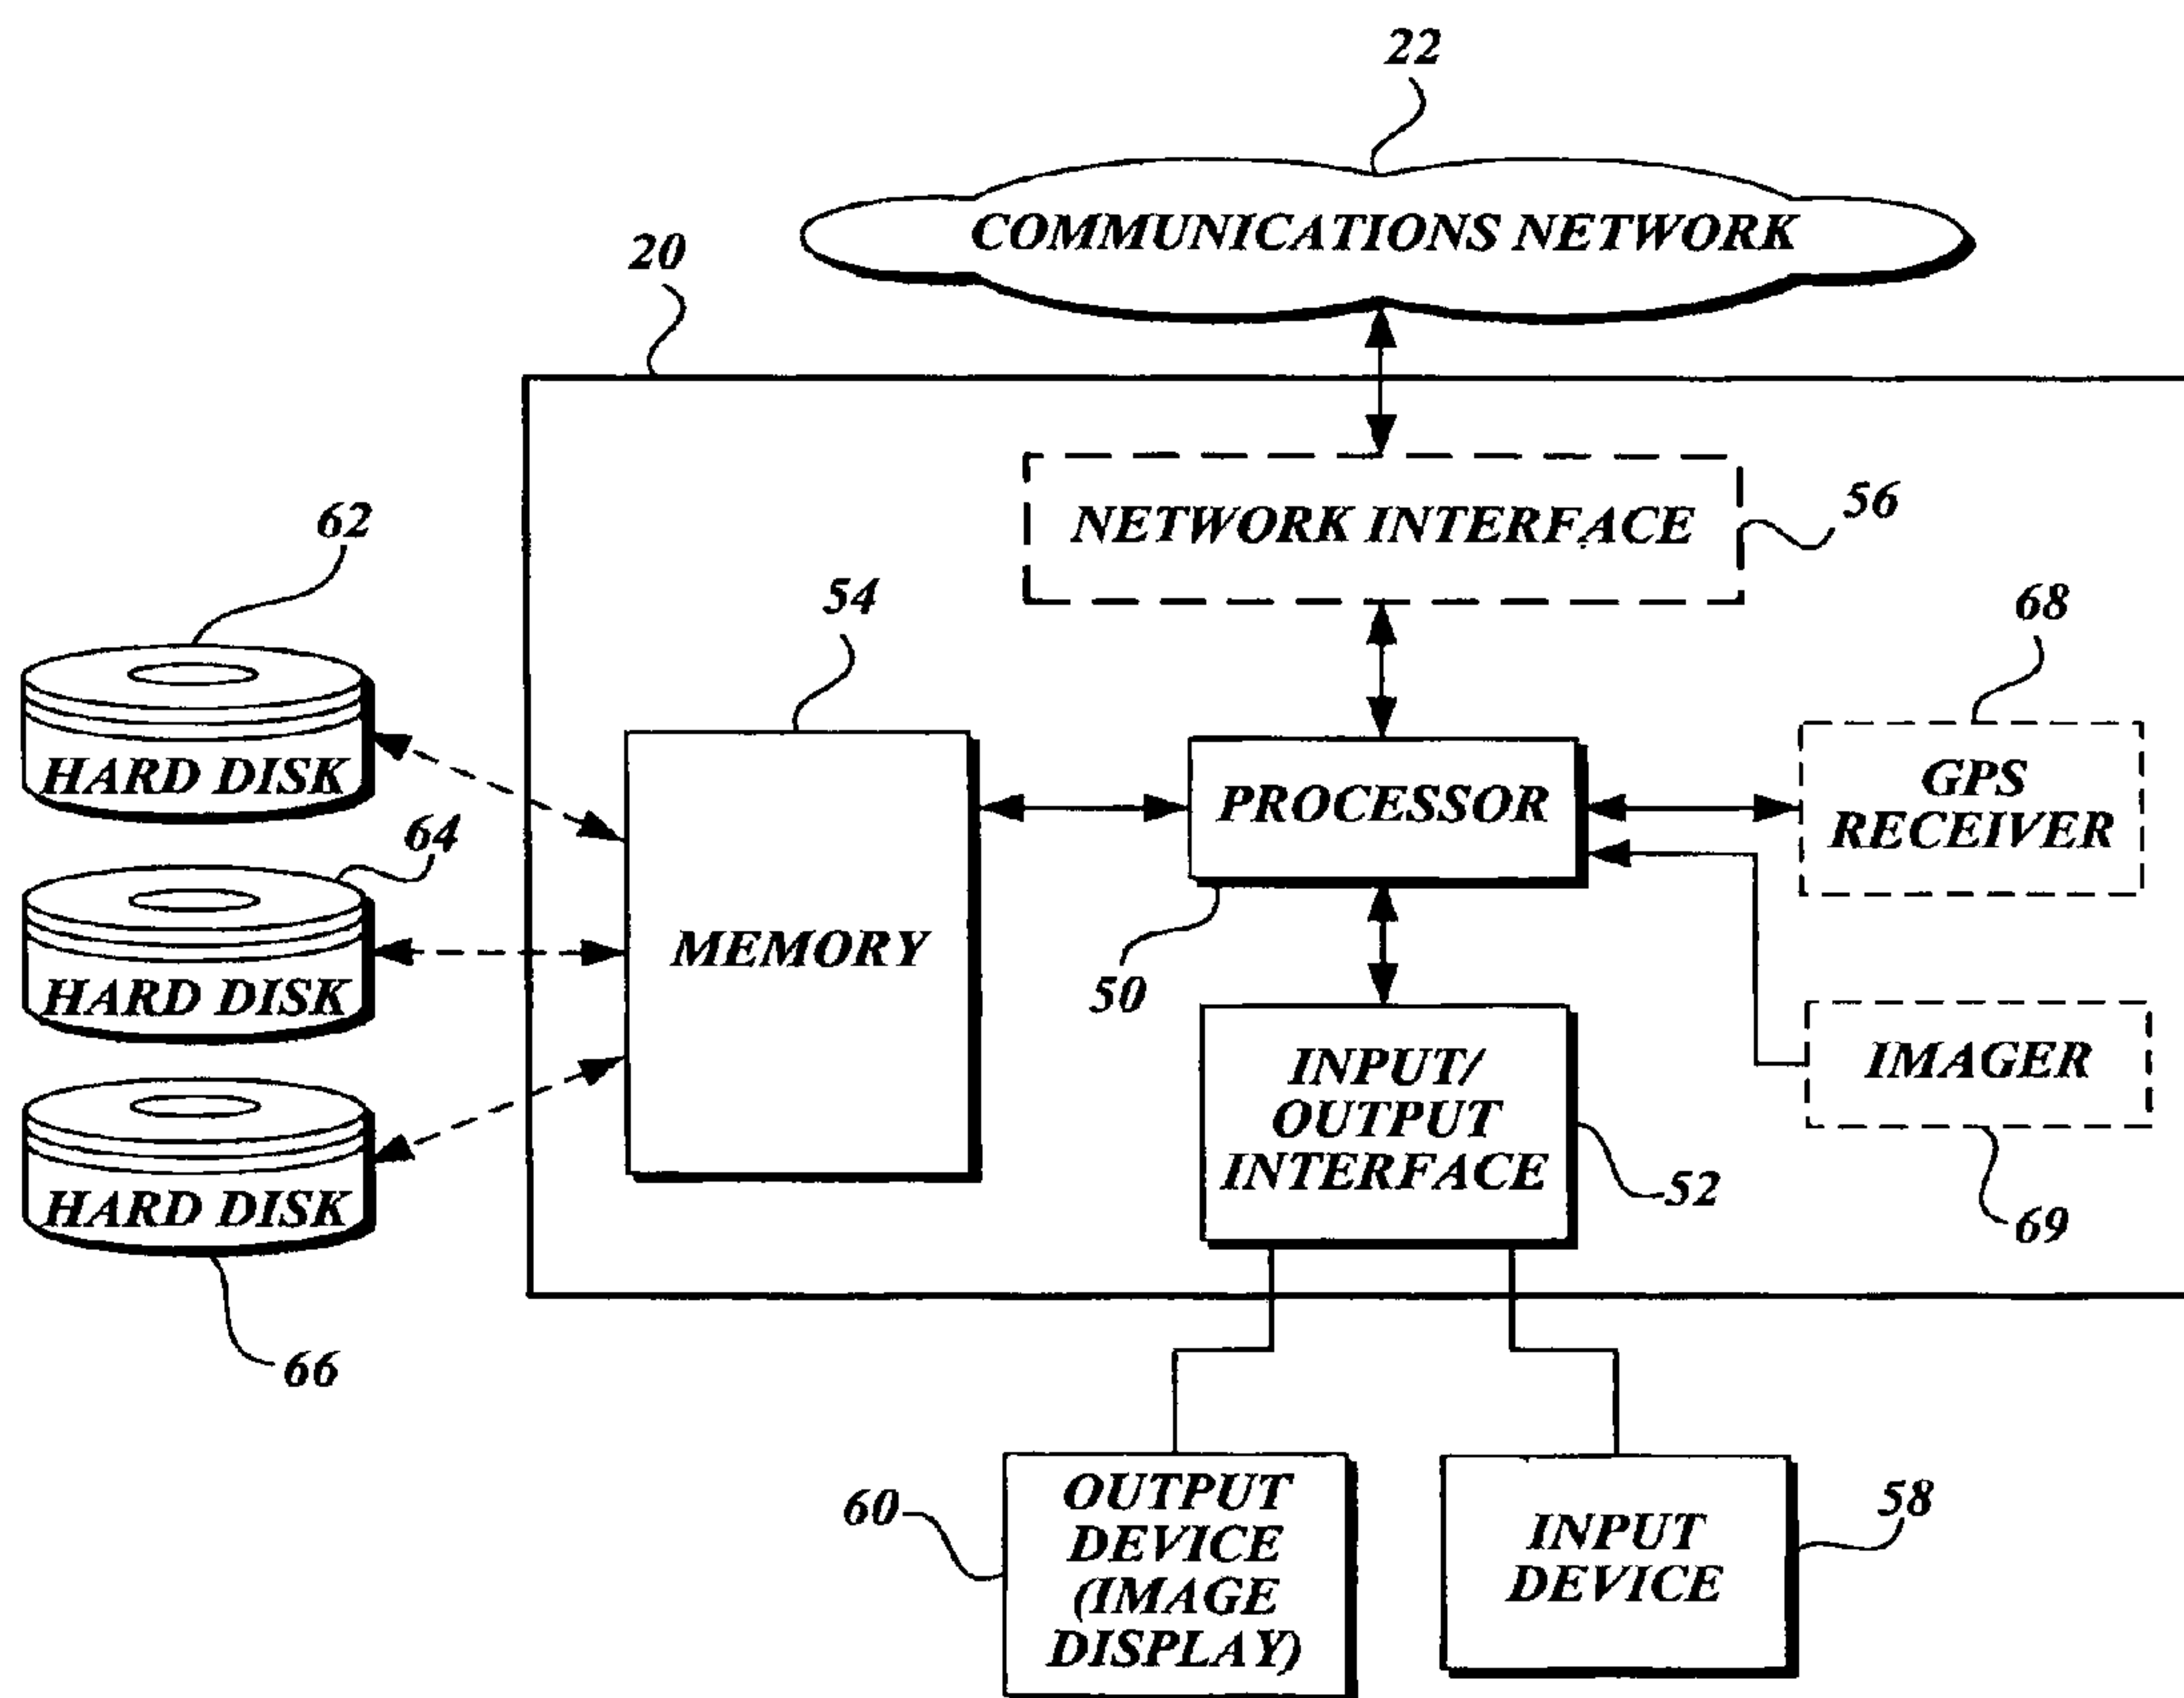 22
COMMUNICATIONS NETWORK
20
NETWORK INTERFACE
56
62
54
68
HARD DISK
PROCESSOR
GPS
RECEIVER
64
MEMORY
HARD DISK
50
INPUT/
OUTPUT
INTERFACE
IMAGER
52
69
HARD DISK
66
60
OUTPUT
DEVICE
(IMAGE
DISPLAY)
INPUT
DEVICE
58